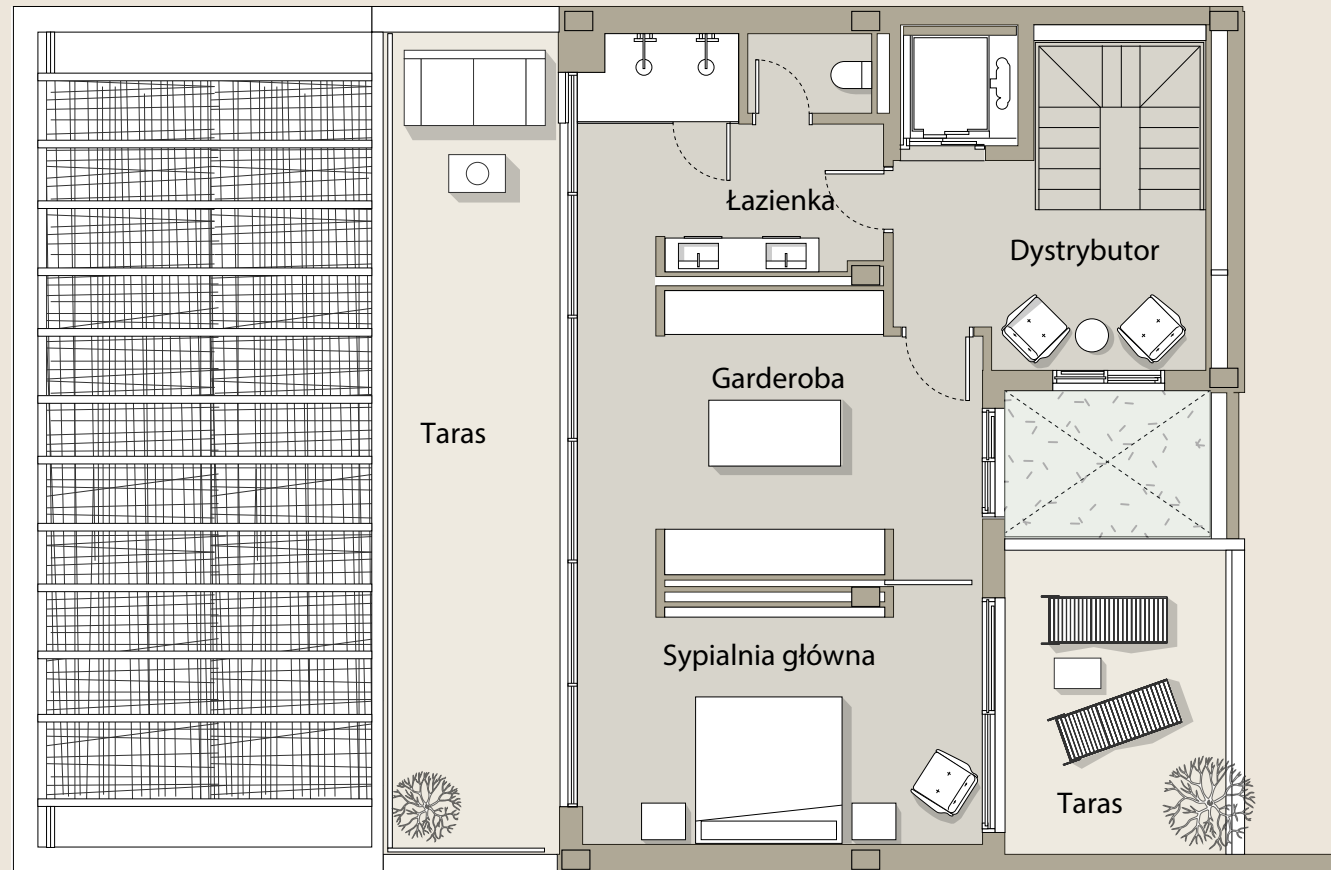 Łazienka
Dystrybutor
Garderoba
Taras
Sypialnia główna
Taras